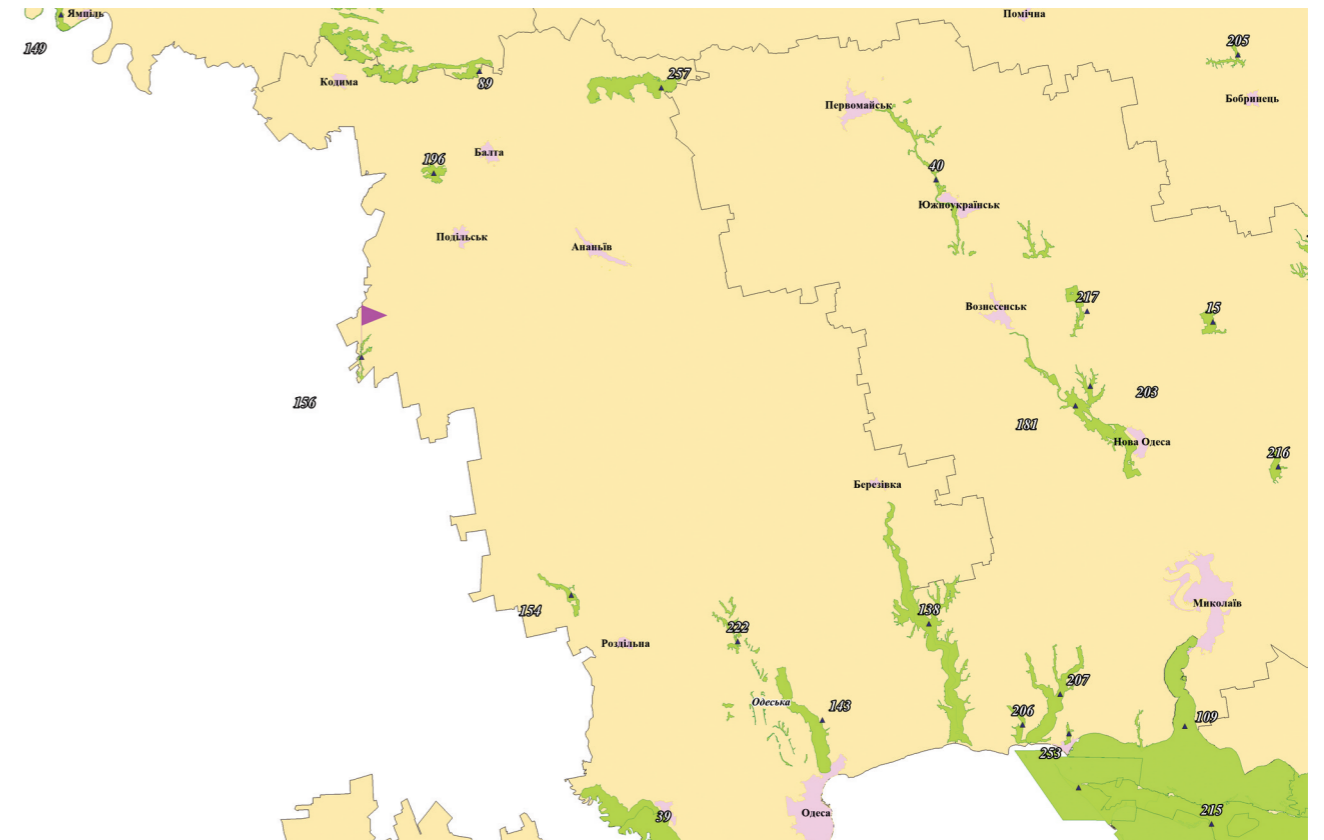 Ямпіль
Помічна
149
205
257
Кодима
89
Бобринець
Первомайськ
Балта
196
40
Южноукраїнськ
Подільськ
Ананьїв
217
Вознесенськ
15
203
156
181
Нова Одеса
216
Березівка
Миколаїв
154
138
222
Роздільна
207
Одеська
143
206
109
253
215
Одеса
39